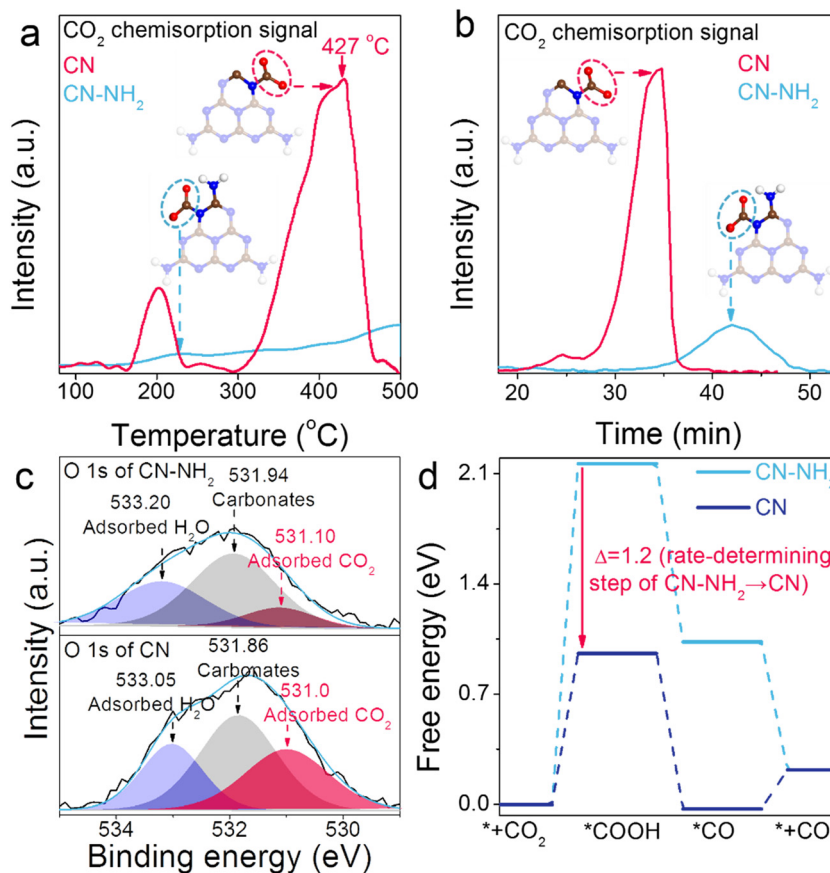 a
CO₂ chemisorption signal
CN
CN-NH₂
427 °C
Intensity (a.u.)
100 200 300 400 500
Temperature (°C)
b
CO₂ chemisorption signal
CN
CN-NH₂
Intensity (a.u.)
20 30 40 50
Time (min)
c
O 1s of CN-NH₂
533.20
Adsorbed H₂O
531.94
Carbonates
531.10
Adsorbed CO₂
O 1s of CN
533.05
Adsorbed H₂O
531.86
Carbonates
531.0
Adsorbed CO₂
Intensity (a.u.)
534 532 530
Binding energy (eV)
d
CN-NH₂
CN
Δ=1.2 (rate-determining
step of CN-NH₂→CN)
Free energy (eV)
2.1
1.4
0.7
0.0
*+CO₂ *COOH *CO *+CO